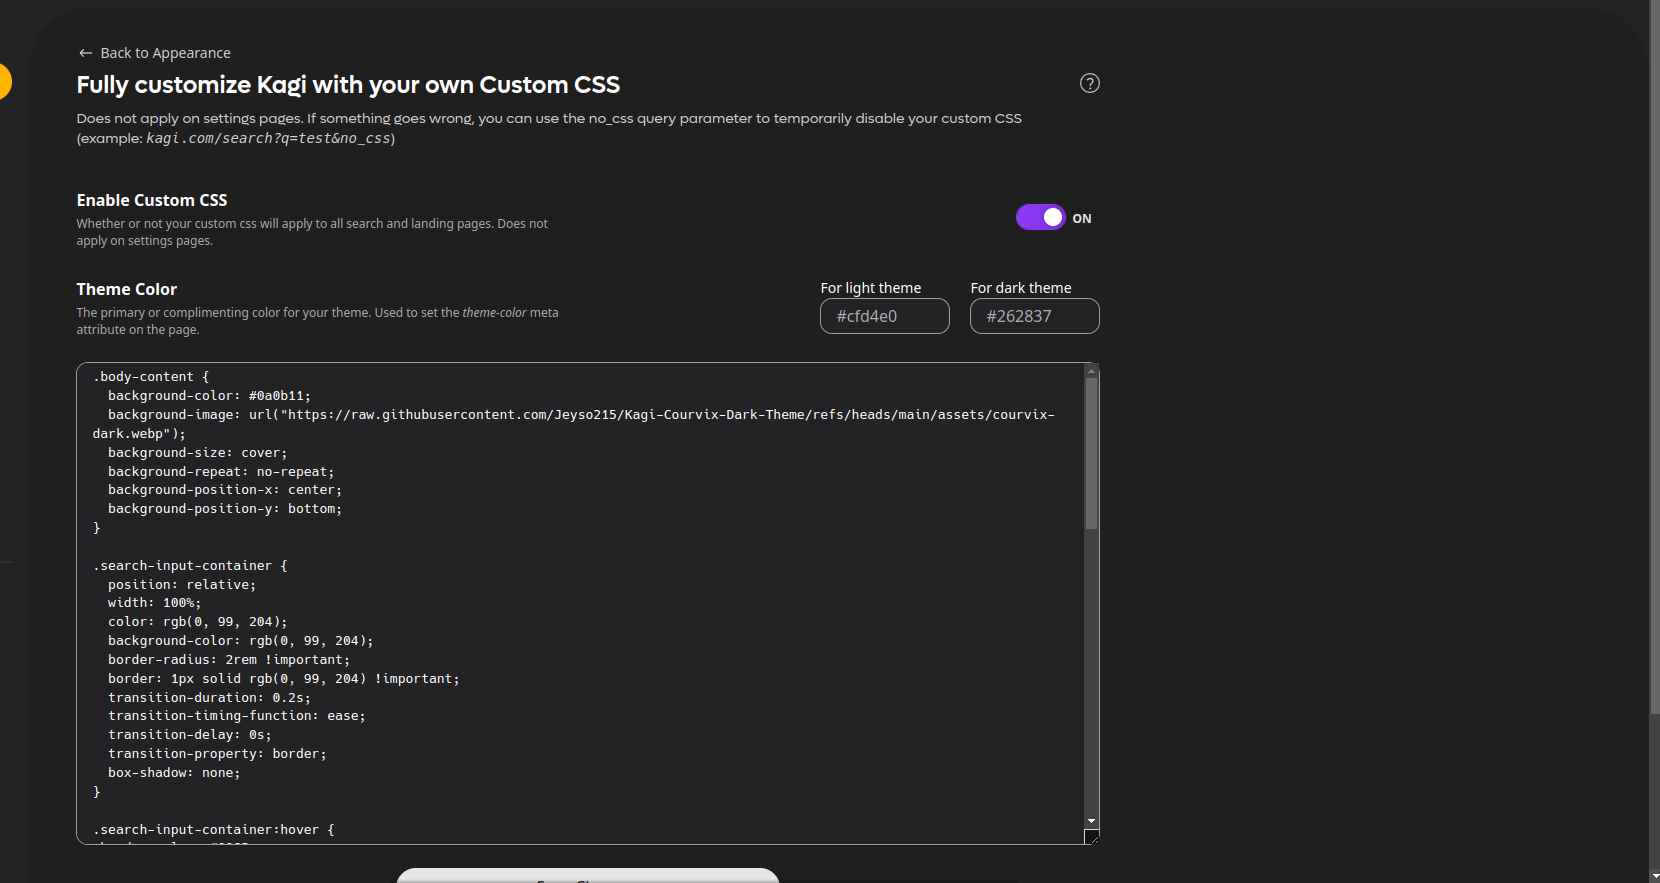 ← Back to Appearance
Fully customize Kagi with your own Custom CSS
?
Does not apply on settings pages. If something goes wrong, you can use the no_css query parameter to temporarily disable your custom CSS
(example: kagi.com/search?q=test&no_css)
Enable Custom CSS
Whether or not your custom css will apply to all search and landing pages. Does not
apply on settings pages.
ON
Theme Color
The primary or complimenting color for your theme. Used to set the theme-color meta
attribute on the page.
For light theme
#cfd4e0
For dark theme
#262837
.body-content {
  background-color: #0a0b11;
  background-image: url("https://raw.githubusercontent.com/Jeyso215/Kagi-Courvix-Dark-Theme/refs/heads/main/assets/courvix-
dark.webp");
  background-size: cover;
  background-repeat: no-repeat;
  background-position-x: center;
  background-position-y: bottom;
}
.search-input-container {
  position: relative;
  width: 100%;
  color: rgb(0, 99, 204);
  background-color: rgb(0, 99, 204);
  border-radius: 2rem !important;
  border: 1px solid rgb(0, 99, 204) !important;
  transition-duration: 0.2s;
  transition-timing-function: ease;
  transition-delay: 0s;
  transition-property: border;
  box-shadow: none;
}
.search-input-container:hover {